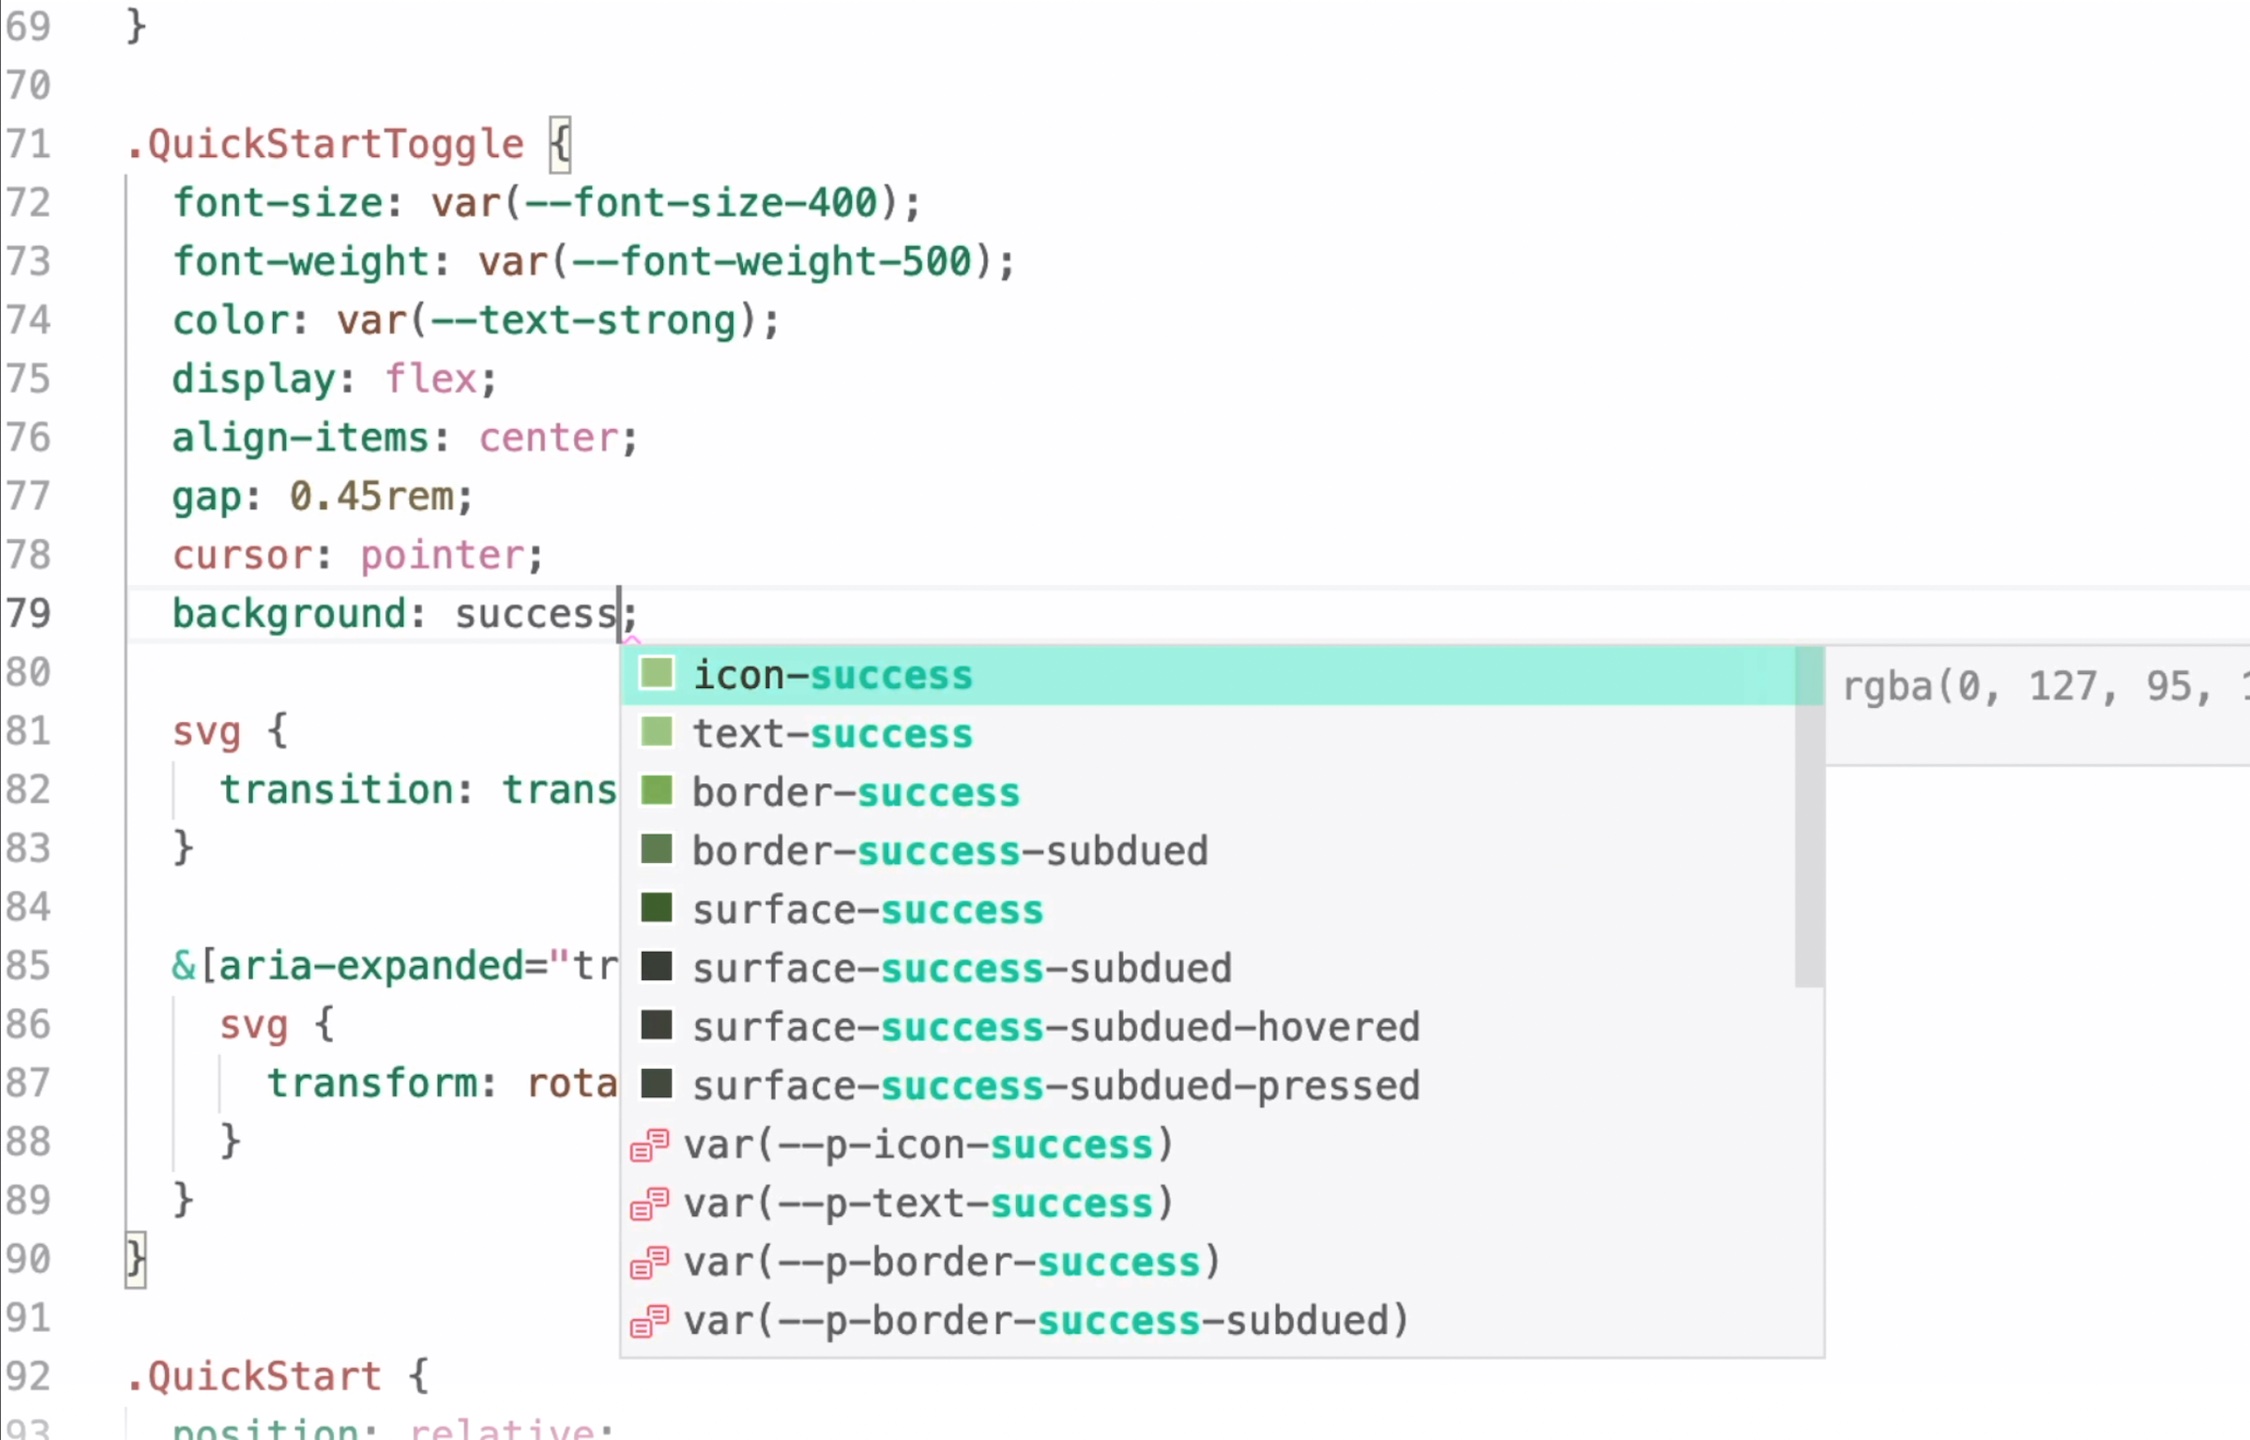 69 }
70
71 .QuickStartToggle {
72 font-size: var(--font-size-400);
73 font-weight: var(--font-weight-500);
74 color: var(--text-strong);
75 display: flex;
76 align-items: center;
77 gap: 0.45rem;
78 cursor: pointer;
79 background: success;
80
icon-success
rgba(0, 127, 95, 1
81 svg {
text-success
82 transition: trans
border-success
83 }
border-success-subdued
84
surface-success
85 &[aria-expanded="tr
surface-success-subdued
86 svg {
surface-success-subdued-hovered
87 transform: rota
surface-success-subdued-pressed
88 }
var(--p-icon-success)
89 }
var(--p-text-success)
90 }
var(--p-border-success)
91
var(--p-border-success-subdued)
92 .QuickStart {
93 position: relative;